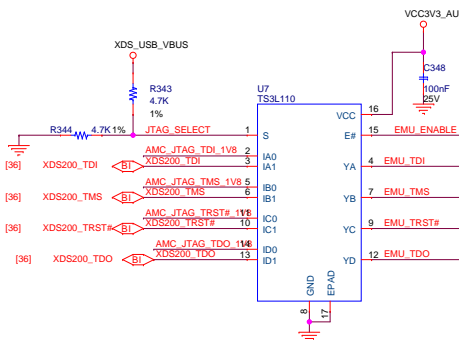 VCC3V3_AU
XDS_USB_VBUS
C348
100nF
25V
R343
4.7K
1%
U7
TS3L110
R344 4.7K 1% JTAG_SELECT 1 S
VCC 16
E# 15 EMU_ENABLE
AMC_JTAG_TDI_1V8 2 IA0
[36] XDS200_TDI BI XDS200_TDI 3 IA1
YA 4 EMU_TDI
AMC_JTAG_TMS_1V8 5 IB0
[36] XDS200_TMS BI XDS200_TMS 6 IB1
YB 7 EMU_TMS
AMC_JTAG_TRST#_1V8 11 IC0
[36] XDS200_TRST# BI XDS200_TRST# 10 IC1
YC 9 EMU_TRST#
AMC_JTAG_TDO_1V8 14 ID0
[36] XDS200_TDO BI XDS200_TDO 13 ID1
YD 12 EMU_TDO
GND
EPAD
8
17